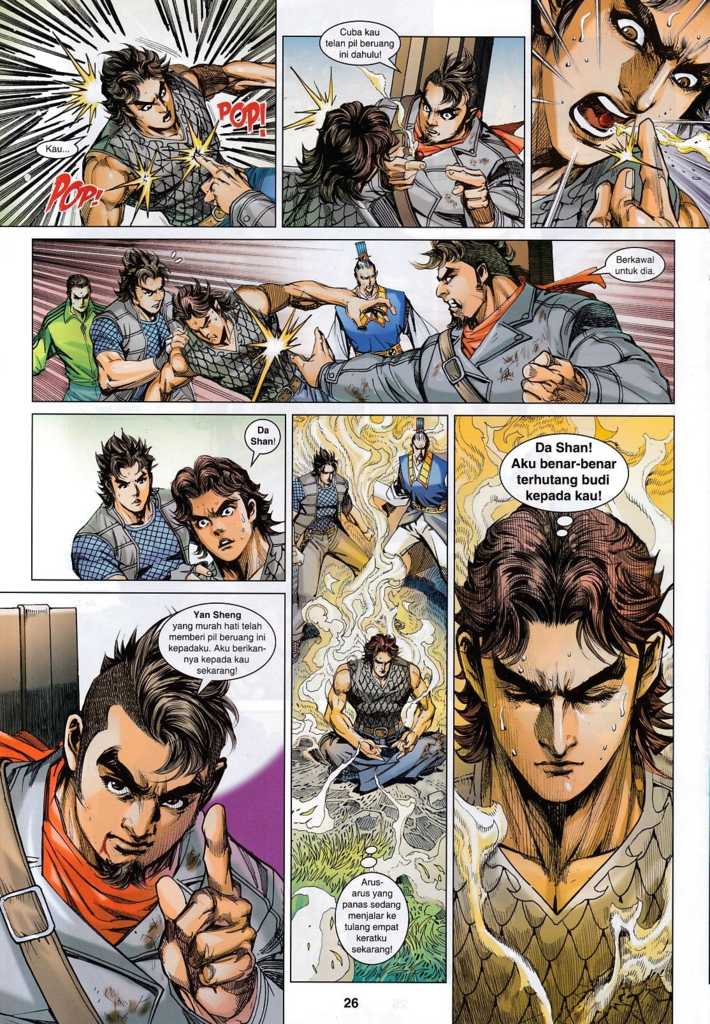 Kau...
POP!
POP!
Cuba kau
telan pil beruang
ini dahulu!
Berkawal
untuk dia.
Da
Shan!
Yan Sheng
yang murah hati telah
memberi pil beruang ini
kepadaku. Aku berikan-
nya kepada kau
sekarang!
Arus-
arus yang
panas sedang
menjalar ke
tulang empat
keratku
sekarang!
Da Shan!
Aku benar-benar
terhutang budi
kepada kau!
26